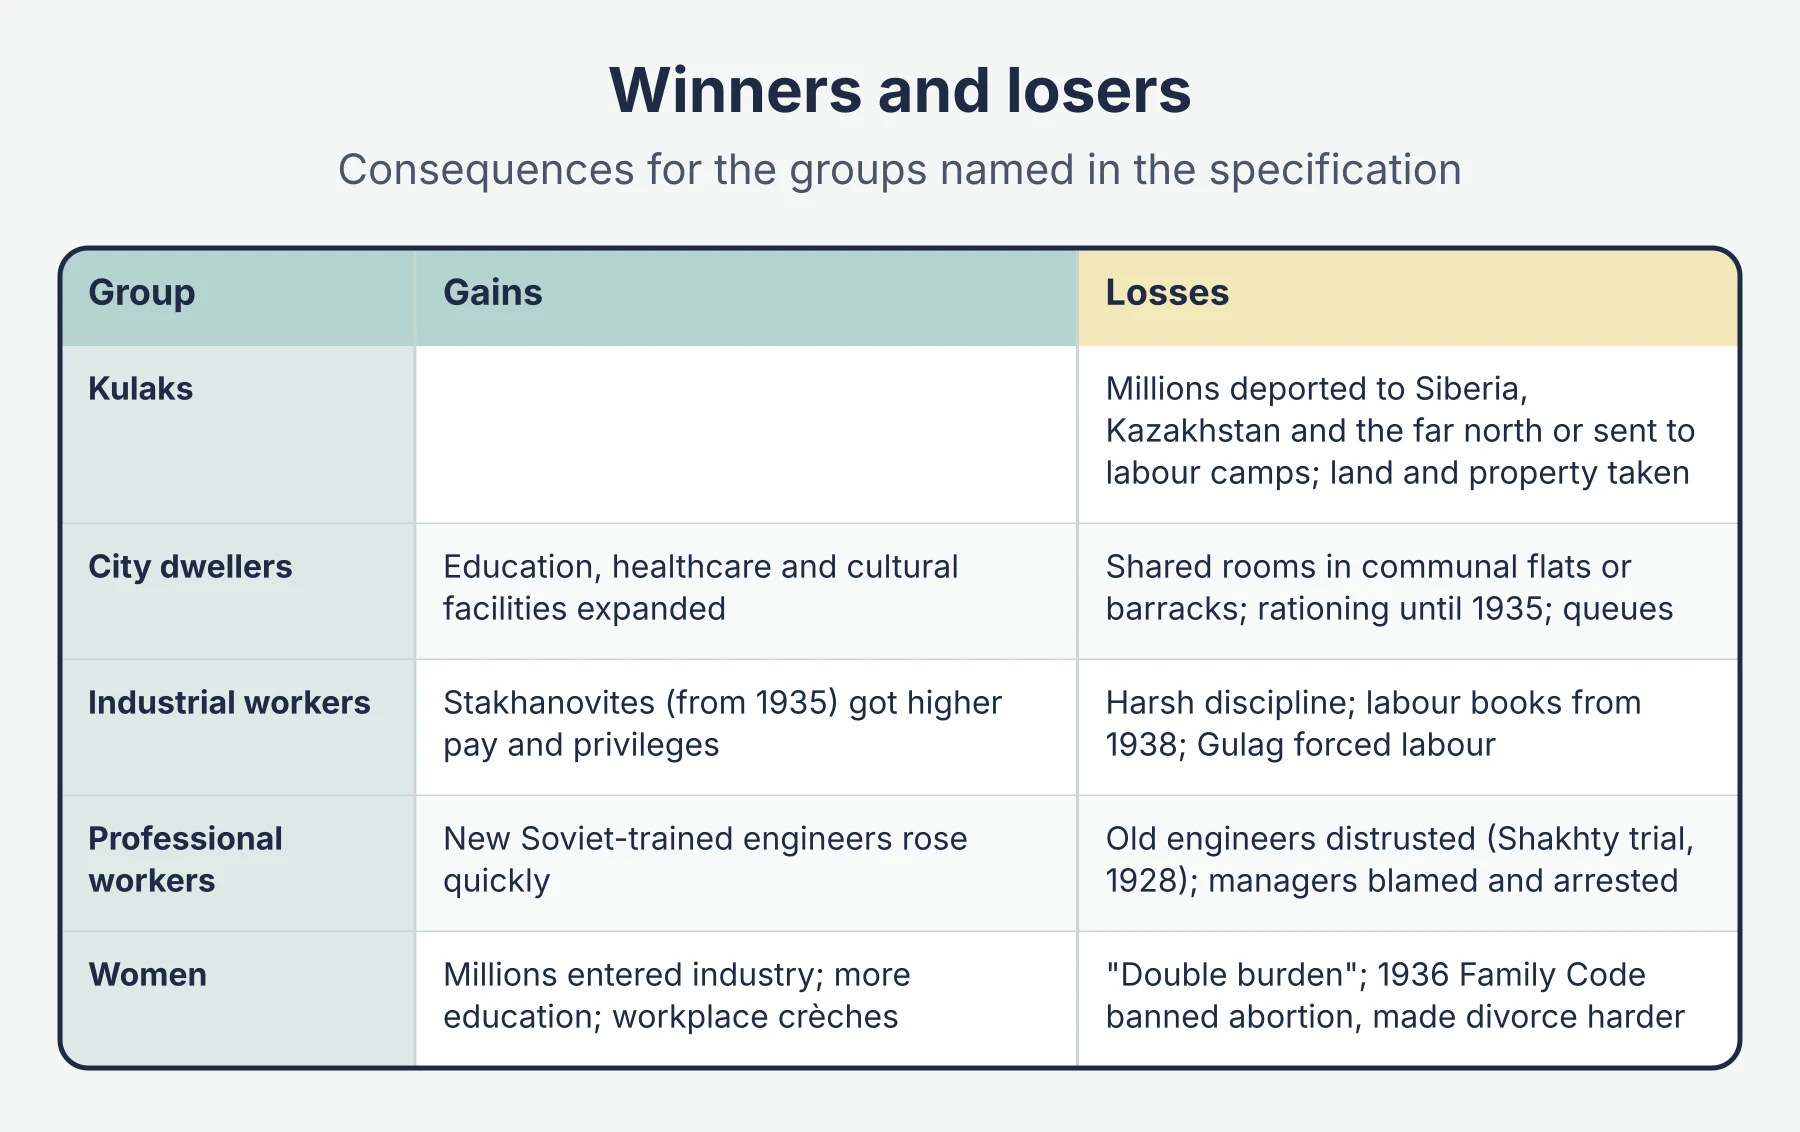 Winners and losers
Consequences for the groups named in the specification
Group
Gains
Losses
Kulaks
Millions deported to Siberia,
Kazakhstan and the far north or sent to
labour camps; land and property taken
City dwellers
Education, healthcare and cultural
facilities expanded
Shared rooms in communal flats or
barracks; rationing until 1935; queues
Industrial workers
Stakhanovites (from 1935) got higher
pay and privileges
Harsh discipline; labour books from
1938; Gulag forced labour
Professional
workers
New Soviet-trained engineers rose
quickly
Old engineers distrusted (Shakhty trial,
1928); managers blamed and arrested
Women
Millions entered industry; more
education; workplace crèches
"Double burden"; 1936 Family Code
banned abortion, made divorce harder